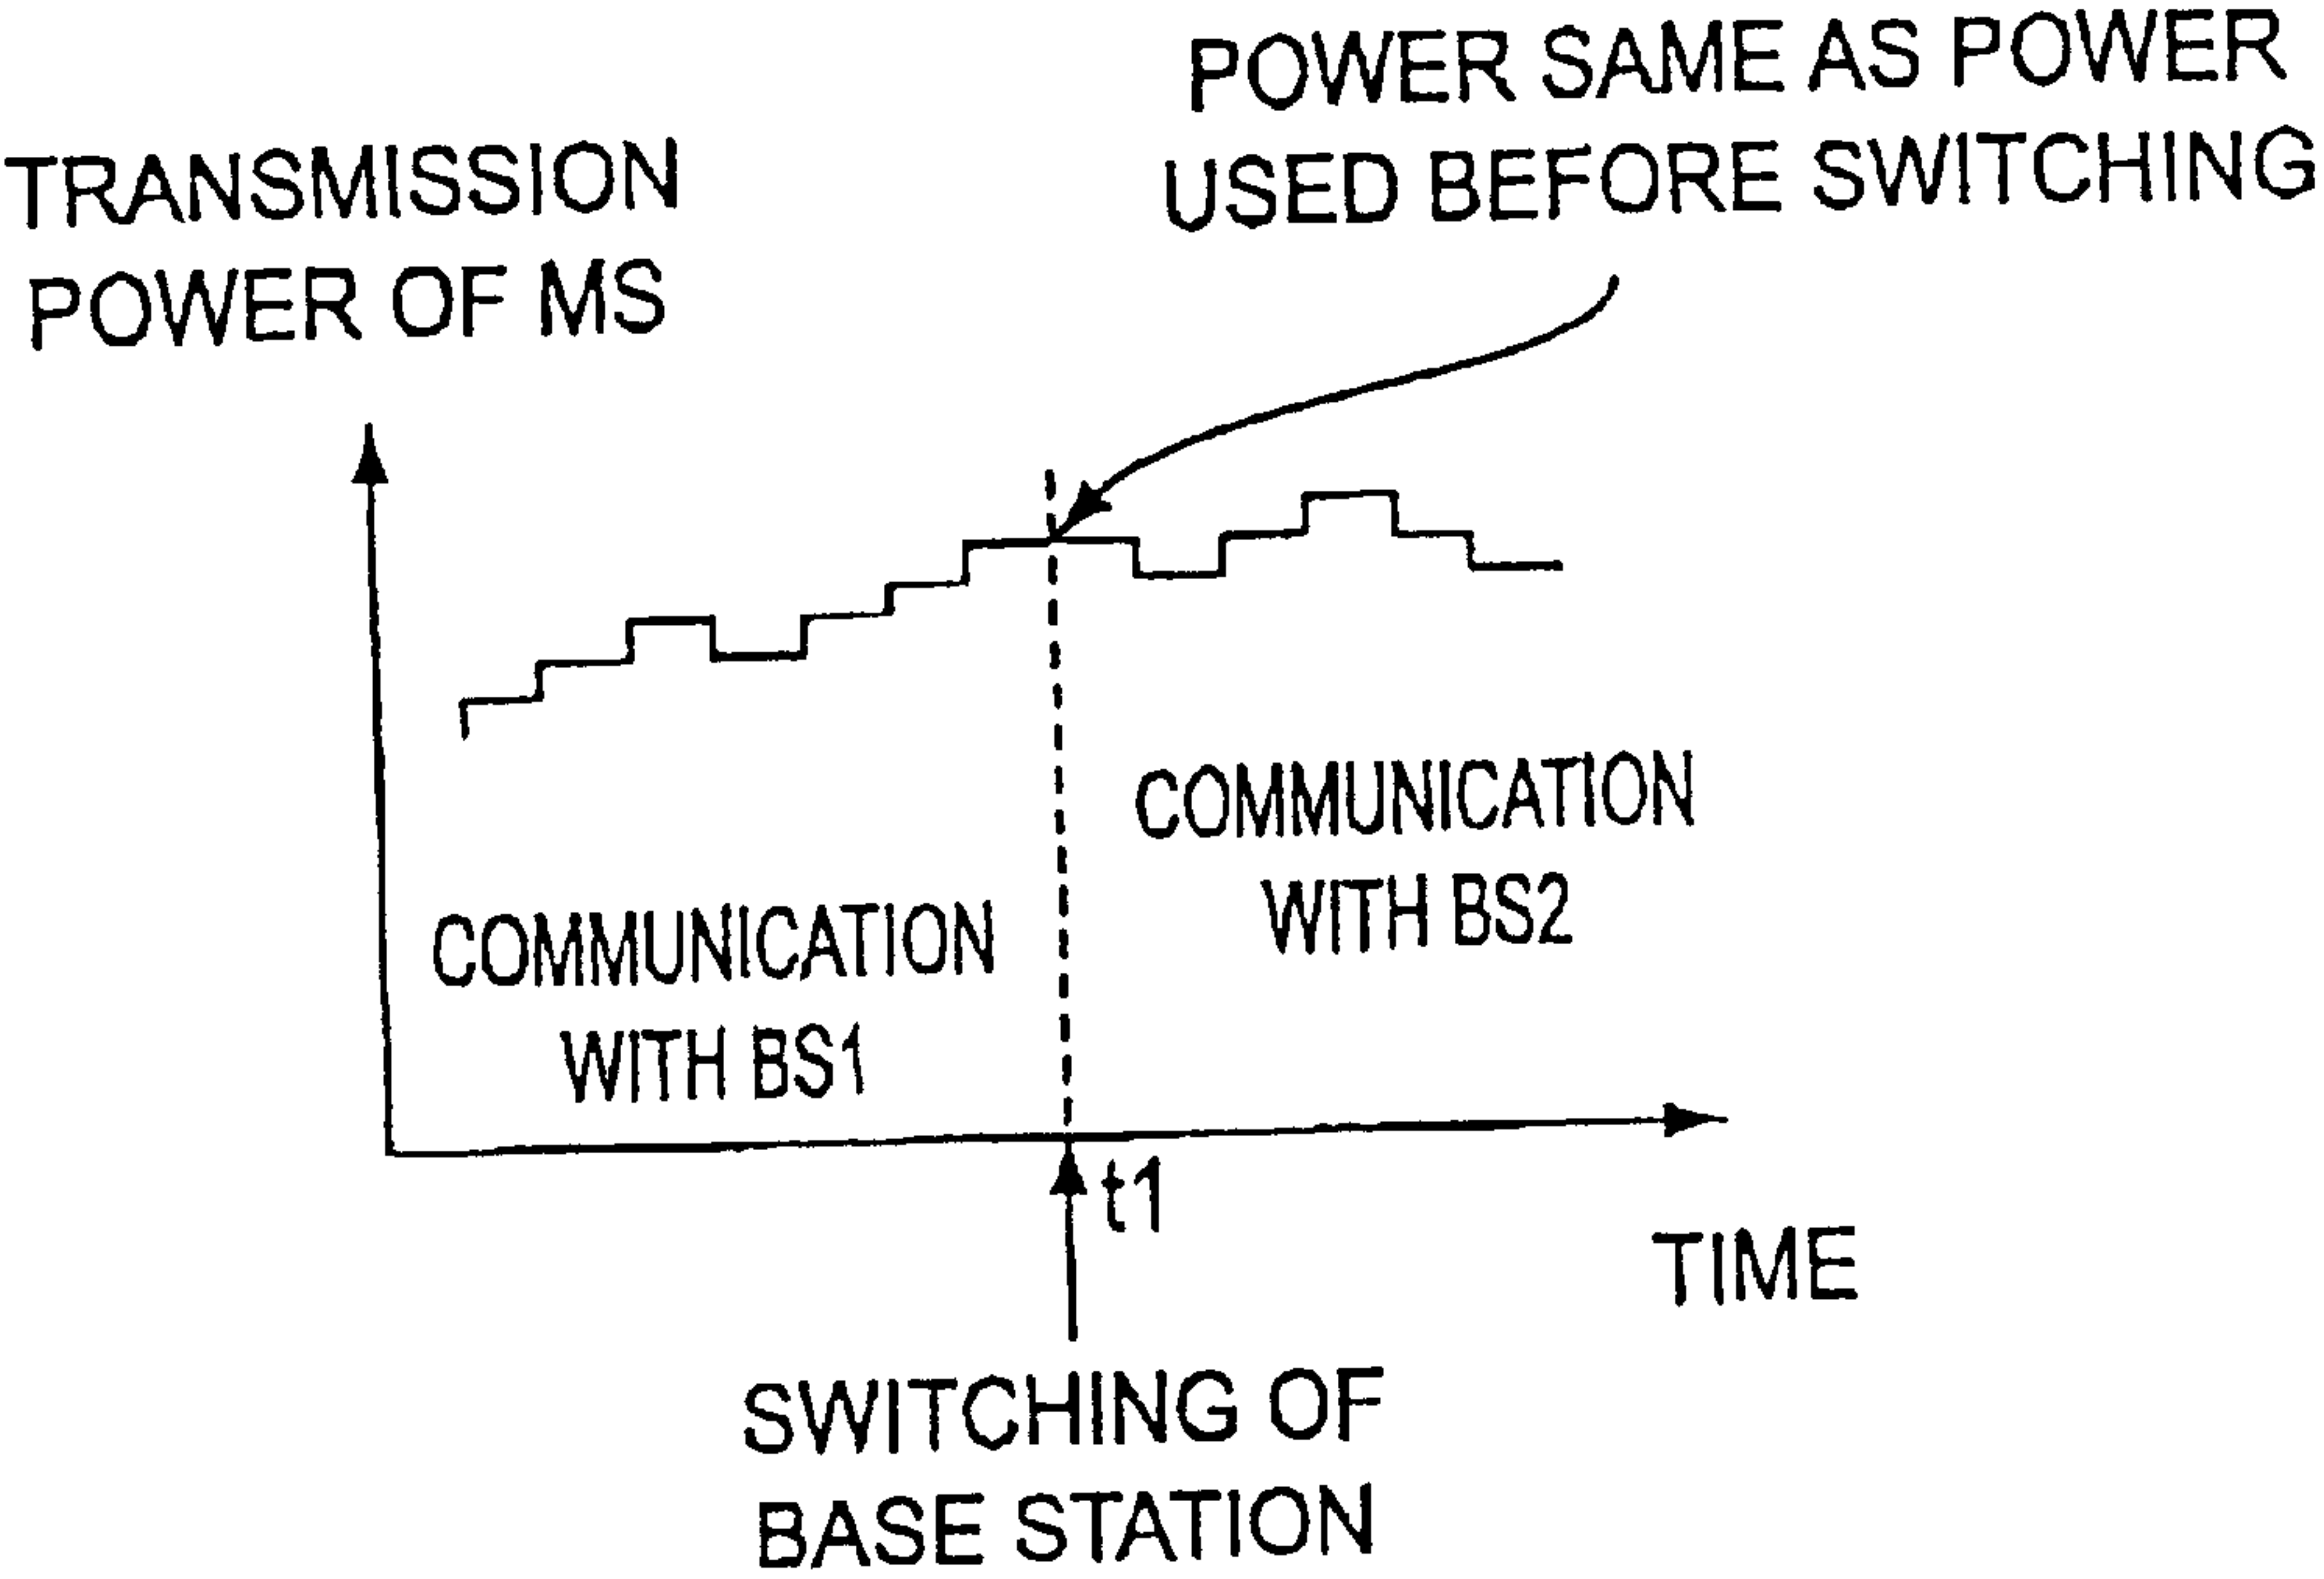 POWER SAME AS POWER
USED BEFORE SWITCHING
TRANSMISSION
POWER OF MS
COMMUNICATION
WITH BS1
COMMUNICATION
WITH BS2
t1
TIME
SWITCHING OF
BASE STATION